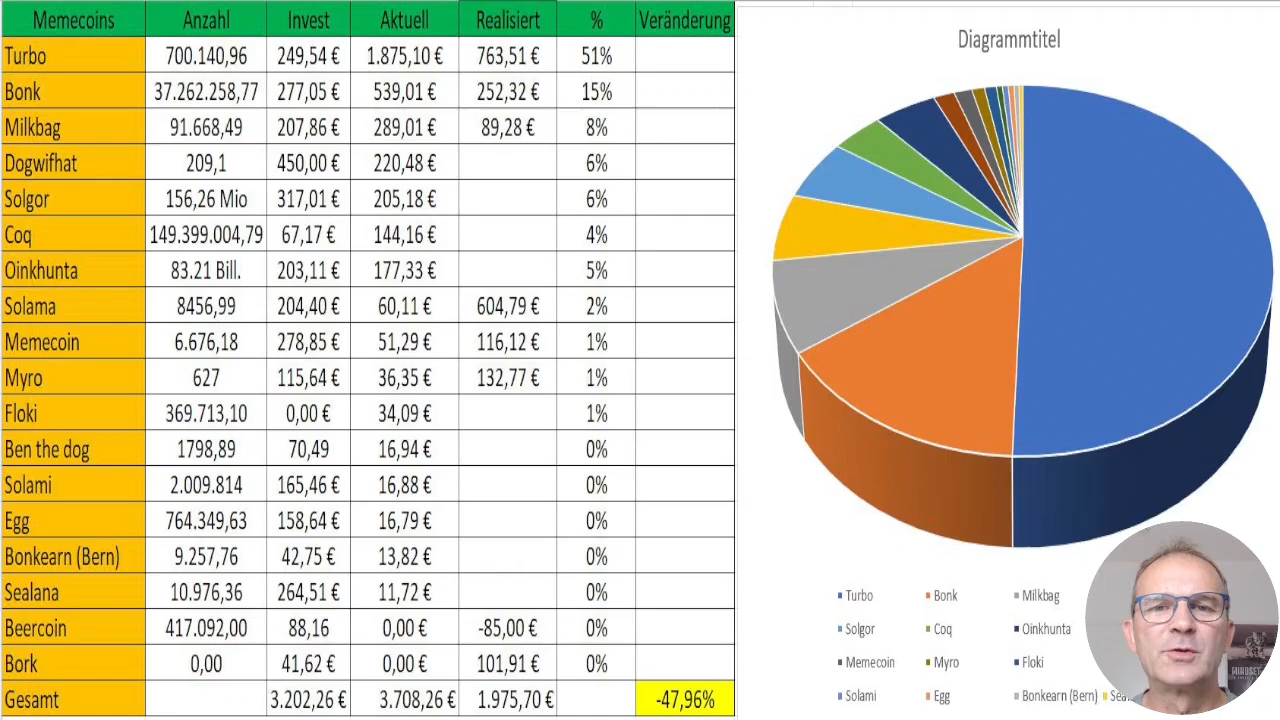 Memecoins Anzahl Invest Aktuell Realisiert % Veränderung
Turbo 700.140,96 249,54 € 1.875,10 € 763,51 € 51%
Bonk 37.262.258,77 277,05 € 539,01 € 252,32 € 15%
Milkbag 91.668,49 207,86 € 289,01 € 89,28 € 8%
Dogwifhat 209,1 450,00 € 220,48 € 6%
Solgor 156,26 Mio 317,01 € 205,18 € 6%
Coq 149.399.004,79 67,17 € 144,16 € 4%
Oinkhunta 83.21 Bill. 203,11 € 177,33 € 5%
Solama 8456,99 204,40 € 60,11 € 604,79 € 2%
Memecoin 6.676,18 278,85 € 51,29 € 116,12 € 1%
Myro 627 115,64 € 36,35 € 132,77 € 1%
Floki 369.713,10 0,00 € 34,09 € 1%
Ben the dog 1798,89 70,49 16,94 € 0%
Solami 2.009.814 165,46 € 16,88 € 0%
Egg 764.349,63 158,64 € 16,79 € 0%
Bonkearn (Bern) 9.257,76 42,75 € 13,82 € 0%
Sealana 10.976,36 264,51 € 11,72 € 0%
Beercoin 417.092,00 88,16 0,00 € -85,00 € 0%
Bork 0,00 41,62 € 0,00 € 101,91 € 0%
Gesamt 3.202,26 € 3.708,26 € 1.975,70 € -47,96%
Diagrammtitel
Turbo Bonk Milkbag
Solgor Coq Oinkhunta
Memecoin Myro Floki
Solami Egg Bonkearn (Bern)
MINDSET